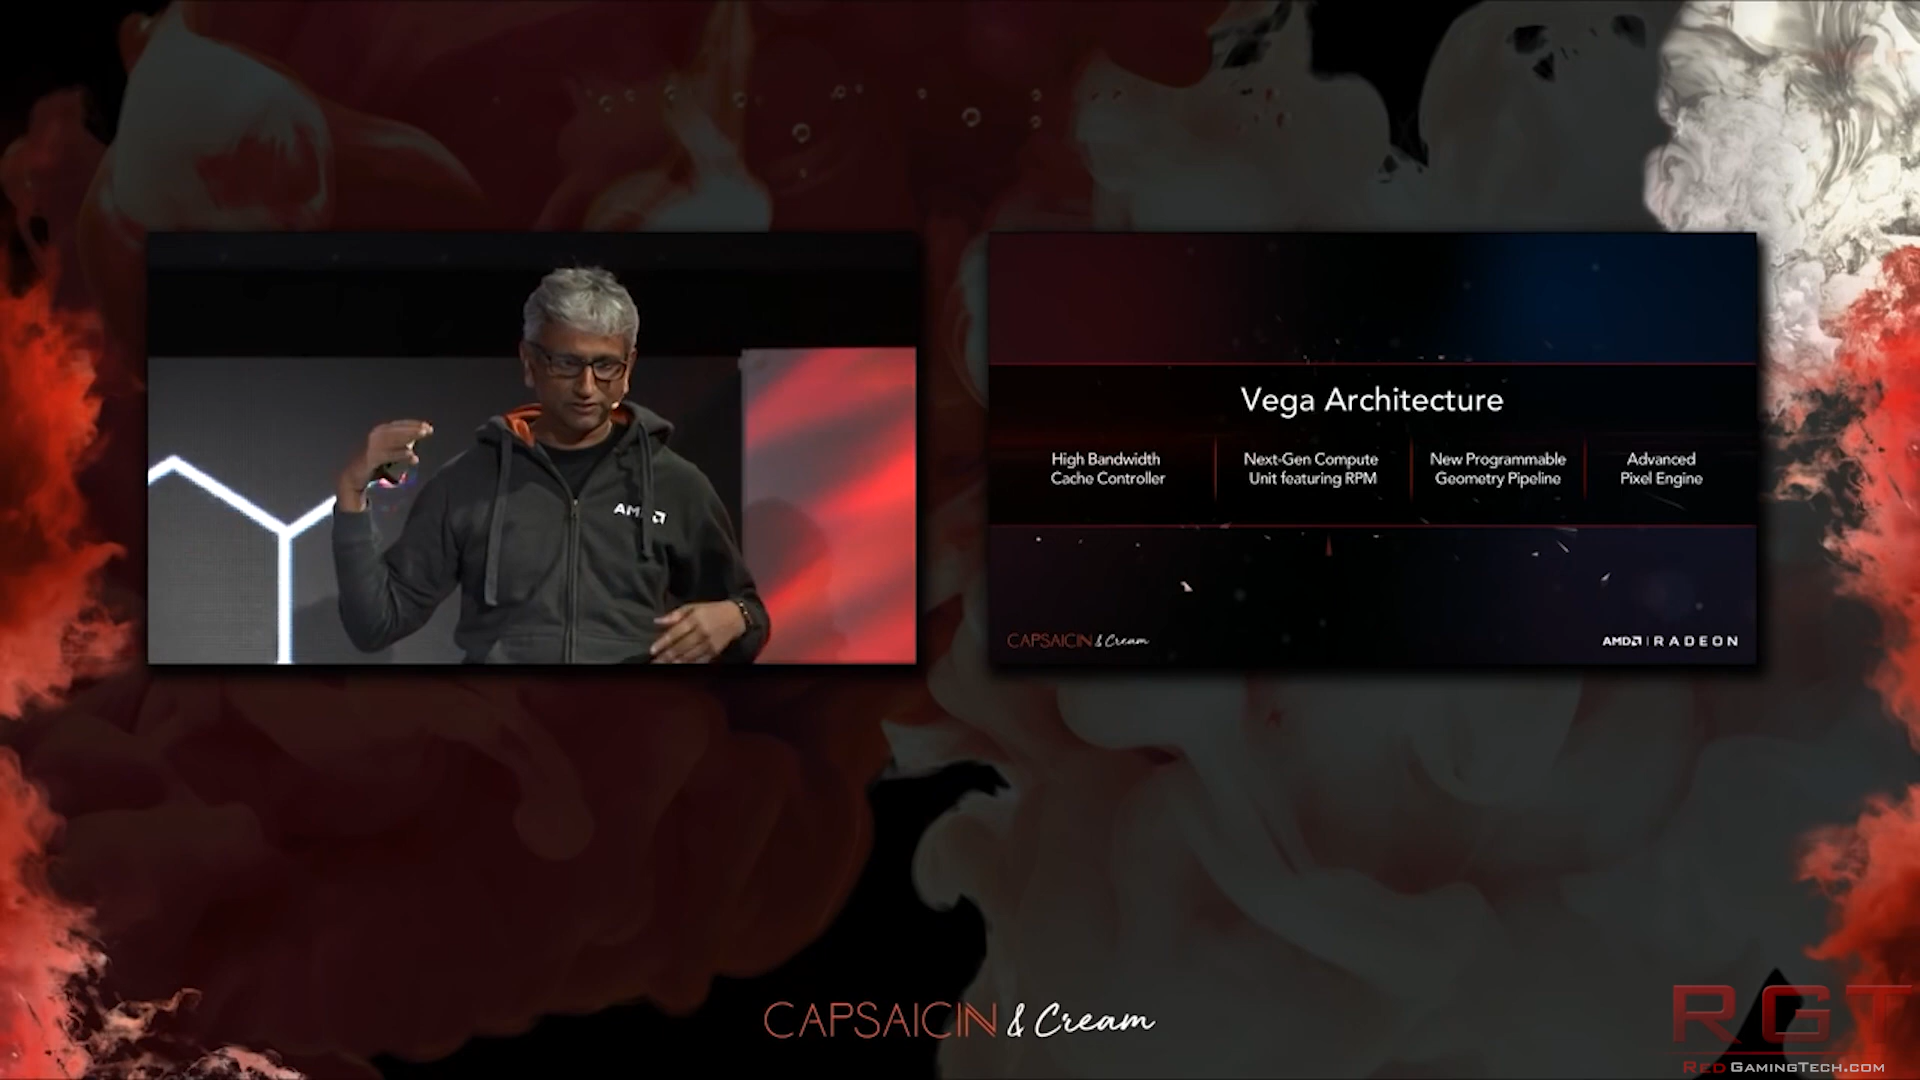 AMD
Vega Architecture
High Bandwidth
Cache Controller
Next-Gen Compute
Unit featuring RPM
New Programmable
Geometry Pipeline
Advanced
Pixel Engine
CAPSAICIN & Cream
AMD | RADEON
CAPSAICIN & Cream
RGT
REDGAMINGTECH.COM